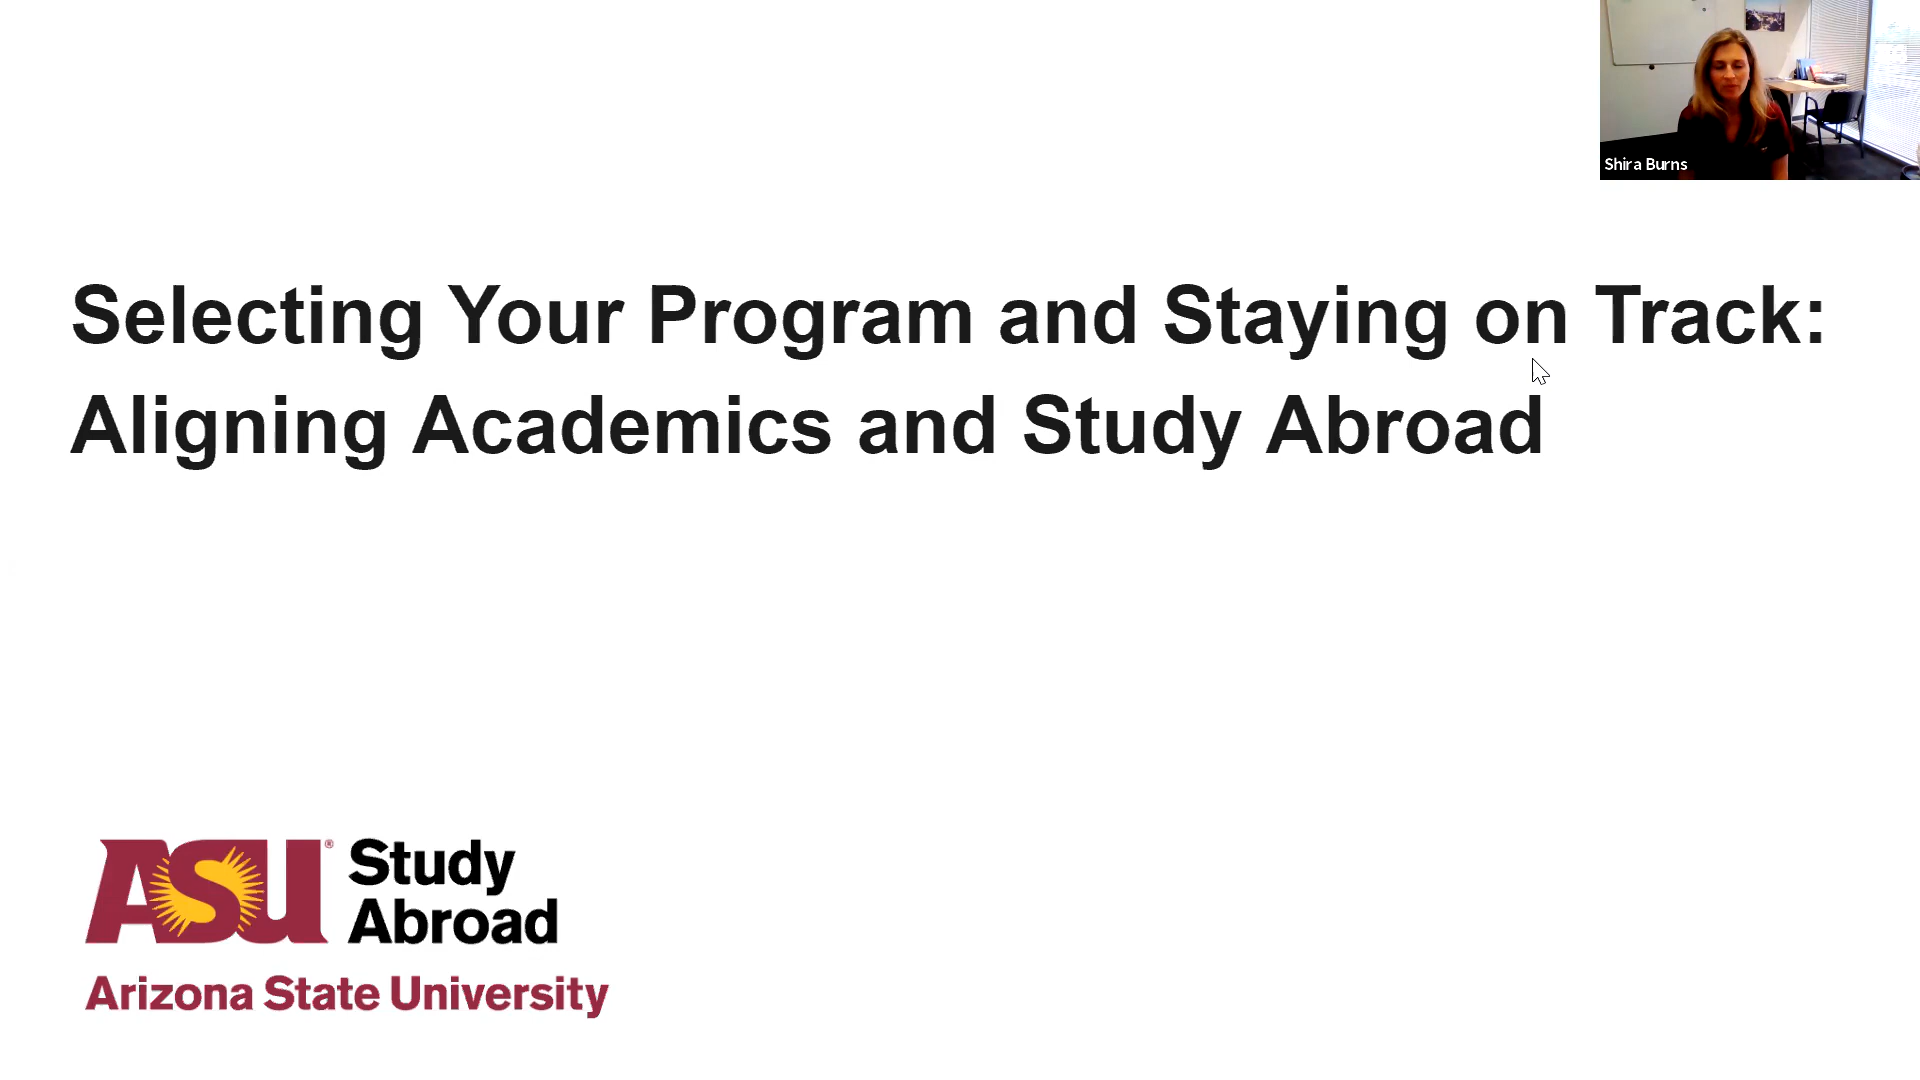 Shira Burns
Selecting Your Program and Staying on Track:
Aligning Academics and Study Abroad
ASU®
Study
Abroad
Arizona State University